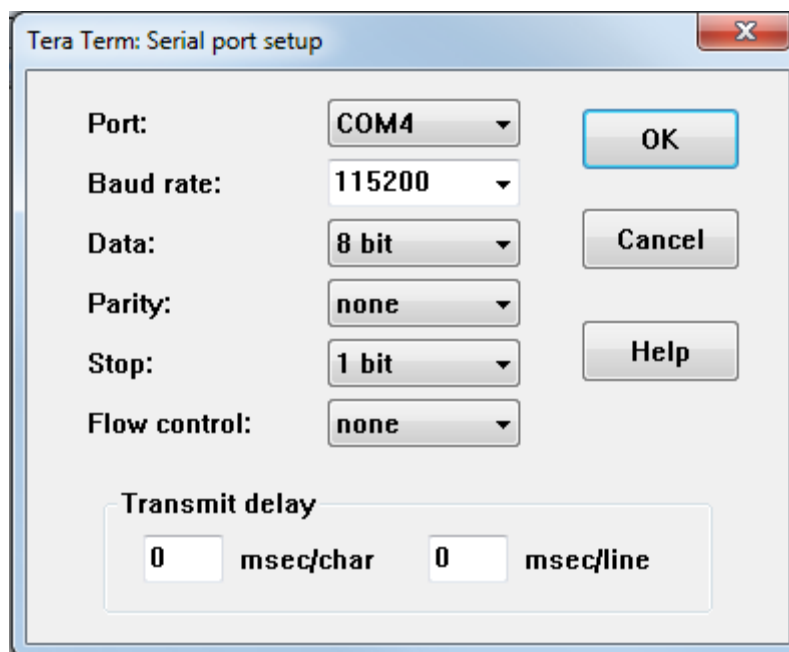 Tera Term: Serial port setup
Port: COM4 OK
Baud rate: 115200
Data: 8 bit Cancel
Parity: none
Stop: 1 bit Help
Flow control: none
Transmit delay
0 msec/char 0 msec/line